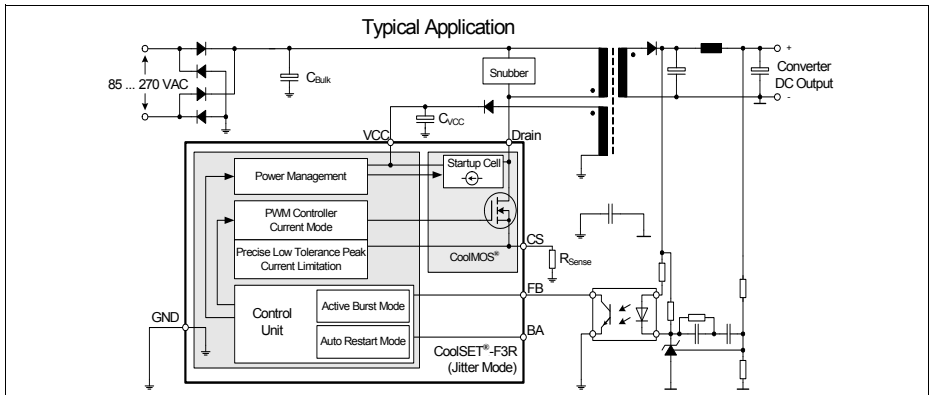 Typical Application
+
Converter
DC Output
-
Snubber
85 ... 270 VAC
CBulk
CVCC
VCC
Drain
Startup Cell
Power Management
PWM Controller
Current Mode
Precise Low Tolerance Peak
Current Limitation
CoolMOS®
CS
RSense
FB
Control
Unit
Active Burst Mode
Auto Restart Mode
GND
BA
CoolSET®-F3R
(Jitter Mode)